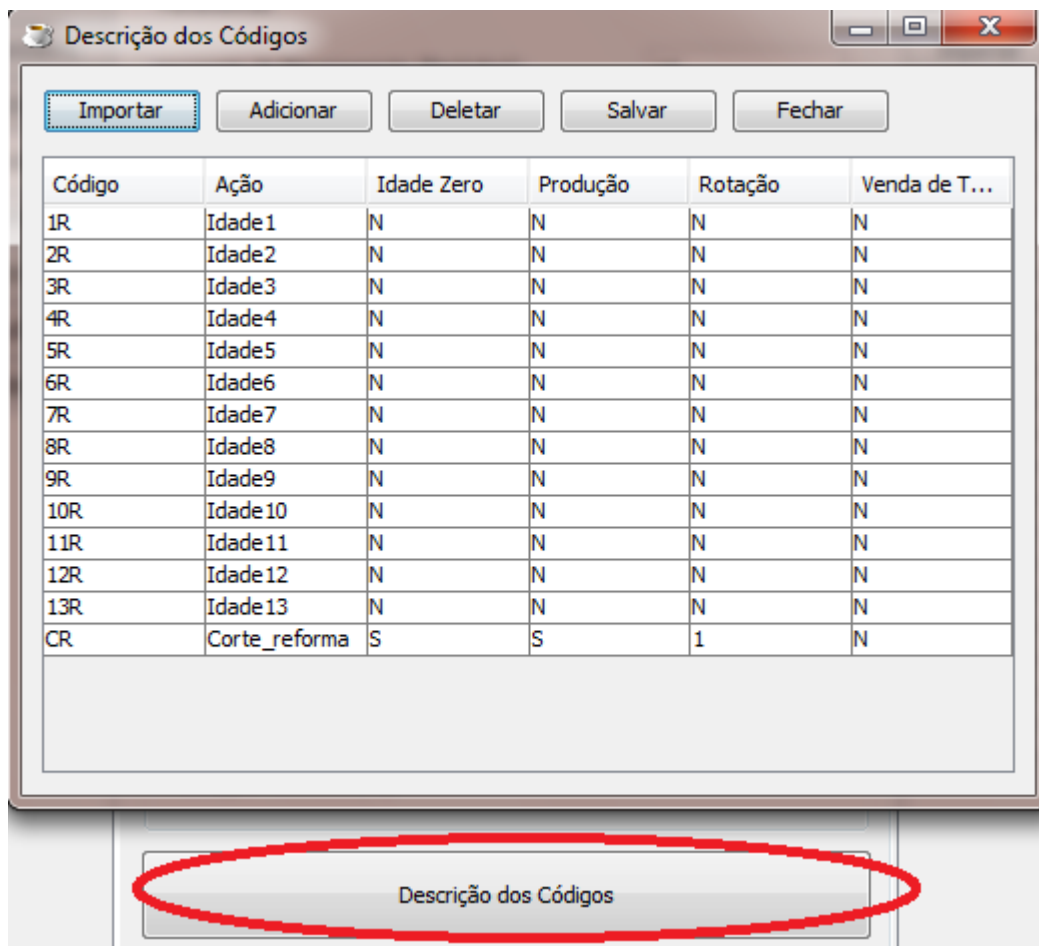 Descrição dos Códigos
Importar Adicionar Deletar Salvar Fechar
Código Ação Idade Zero Produção Rotação Venda de T...
1R Idade1 N N N N
2R Idade2 N N N N
3R Idade3 N N N N
4R Idade4 N N N N
5R Idade5 N N N N
6R Idade6 N N N N
7R Idade7 N N N N
8R Idade8 N N N N
9R Idade9 N N N N
10R Idade10 N N N N
11R Idade11 N N N N
12R Idade12 N N N N
13R Idade13 N N N N
CR Corte_reforma S S 1 N
Descrição dos Códigos